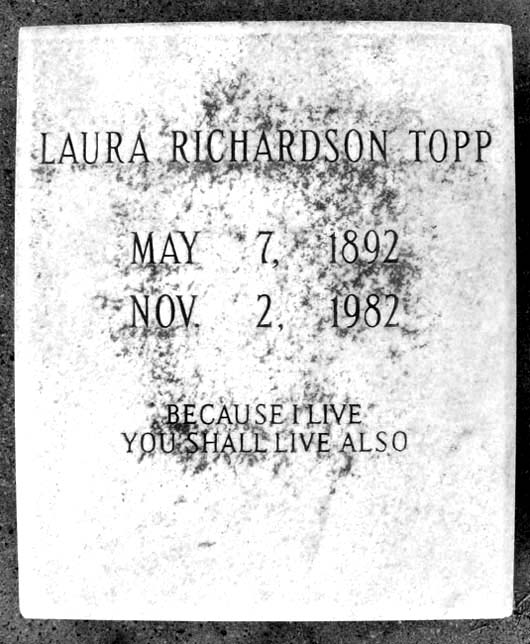 LAURA RICHARDSON TOPP
MAY 7, 1892
NOV. 2, 1982
BECAUSE I LIVE
YOU SHALL LIVE ALSO